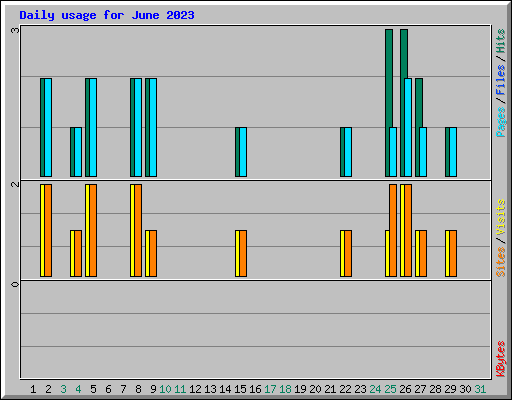 Daily usage for June 2023
3
2
0
Pages/Files/Hits
Sites/Visits
KBytes
1 2 3 4 5 6 7 8 9 10 11 12 13 14 15 16 17 18 19 20 21 22 23 24 25 26 27 28 29 30 31